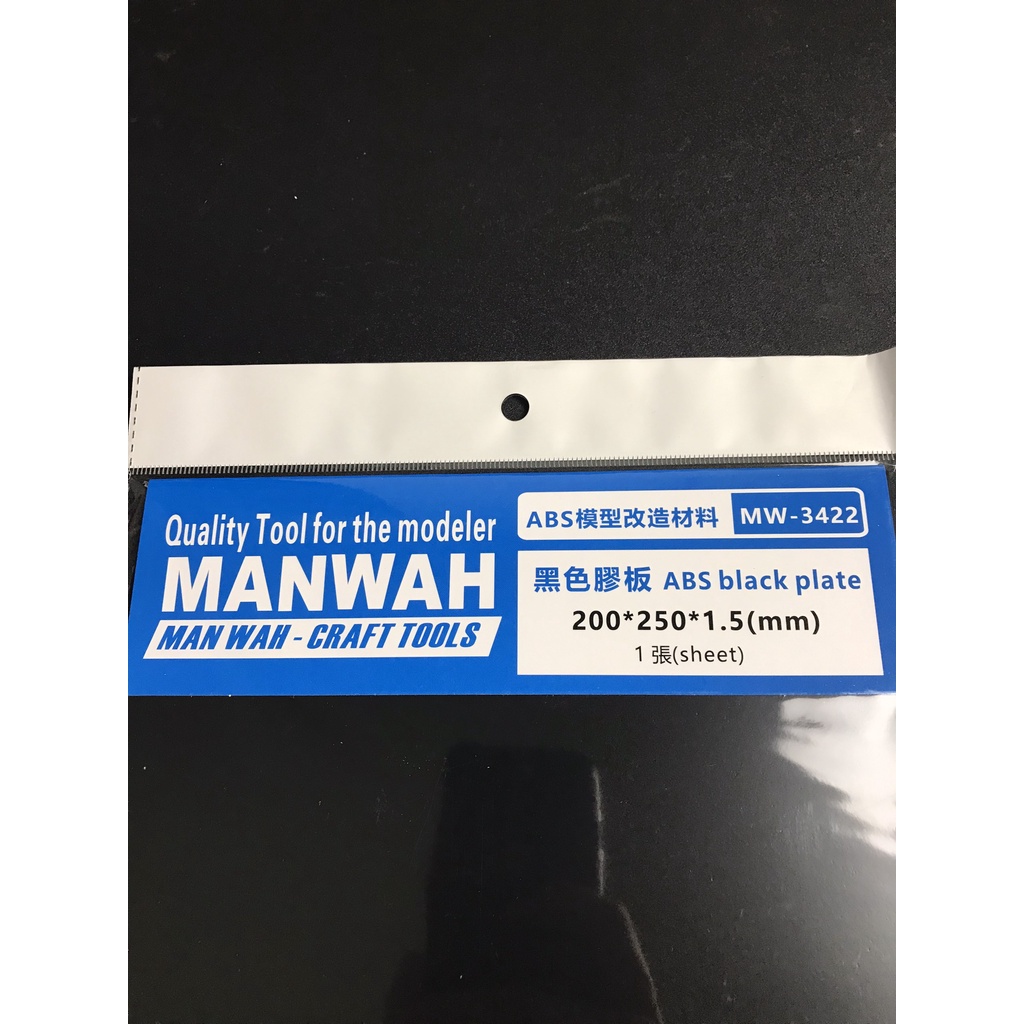 Quality Tool for the modeler
MANWAH
MAN WAH - CRAFT TOOLS
ABS模型改造材料 MW-3422
黑色膠板 ABS black plate
200*250*1.5(mm)
1 張(sheet)